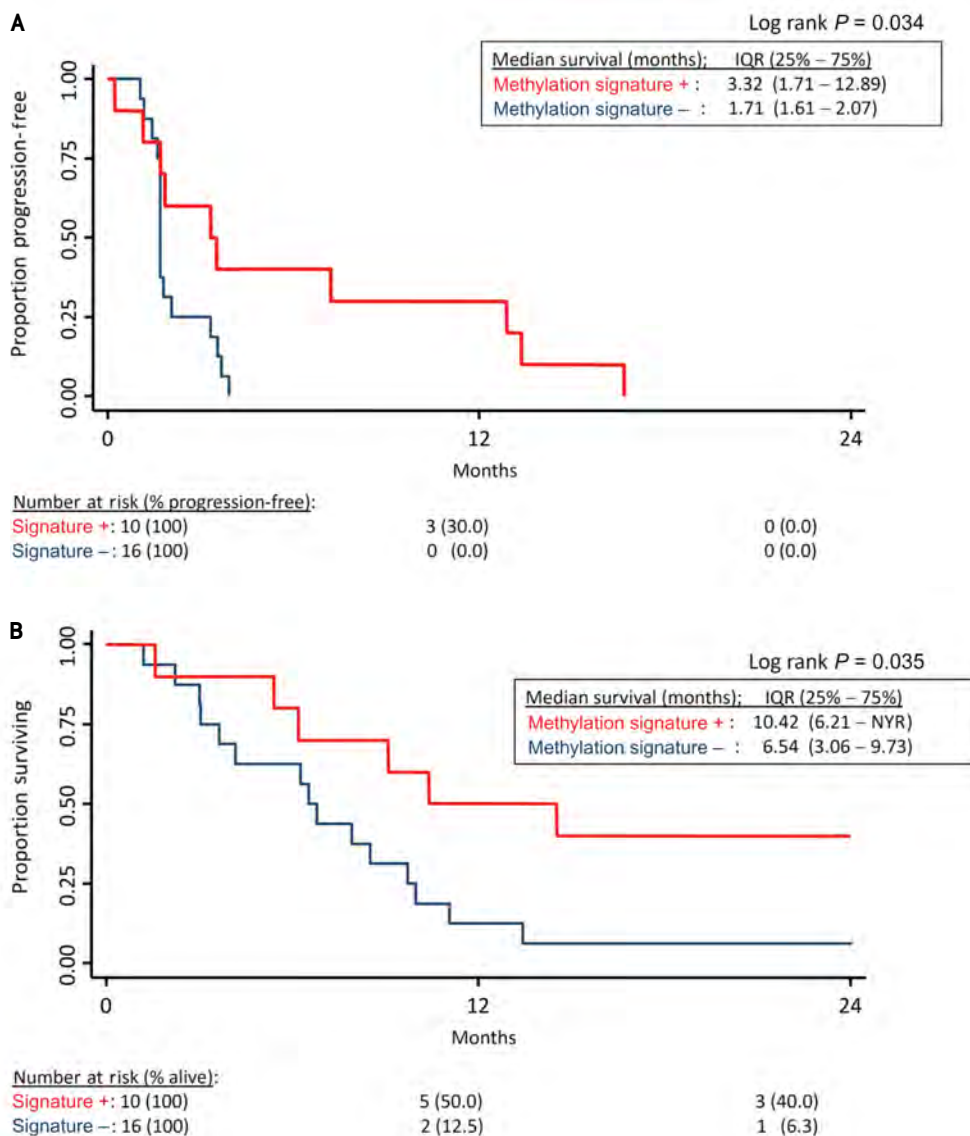 A
Log rank P = 0.034
Median survival (months); IQR (25% – 75%)
Methylation signature + : 3.32 (1.71 – 12.89)
Methylation signature – : 1.71 (1.61 – 2.07)
Proportion progression-free
1.00
0.75
0.50
0.25
0.00
0 12 24
Months
Number at risk (% progression-free):
Signature +: 10 (100) 3 (30.0) 0 (0.0)
Signature –: 16 (100) 0 (0.0) 0 (0.0)
B
Log rank P = 0.035
Median survival (months); IQR (25% – 75%)
Methylation signature + : 10.42 (6.21 – NYR)
Methylation signature – : 6.54 (3.06 – 9.73)
Proportion surviving
1.00
0.75
0.50
0.25
0.00
0 12 24
Months
Number at risk (% alive):
Signature +: 10 (100) 5 (50.0) 3 (40.0)
Signature –: 16 (100) 2 (12.5) 1 (6.3)